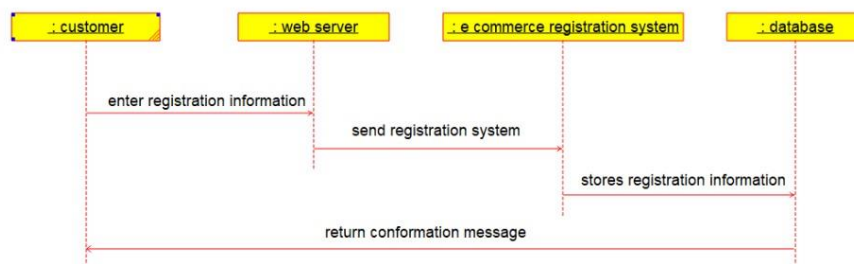 : customer
: web server
: e commerce registration system
: database
enter registration information
send registration system
stores registration information
return conformation message